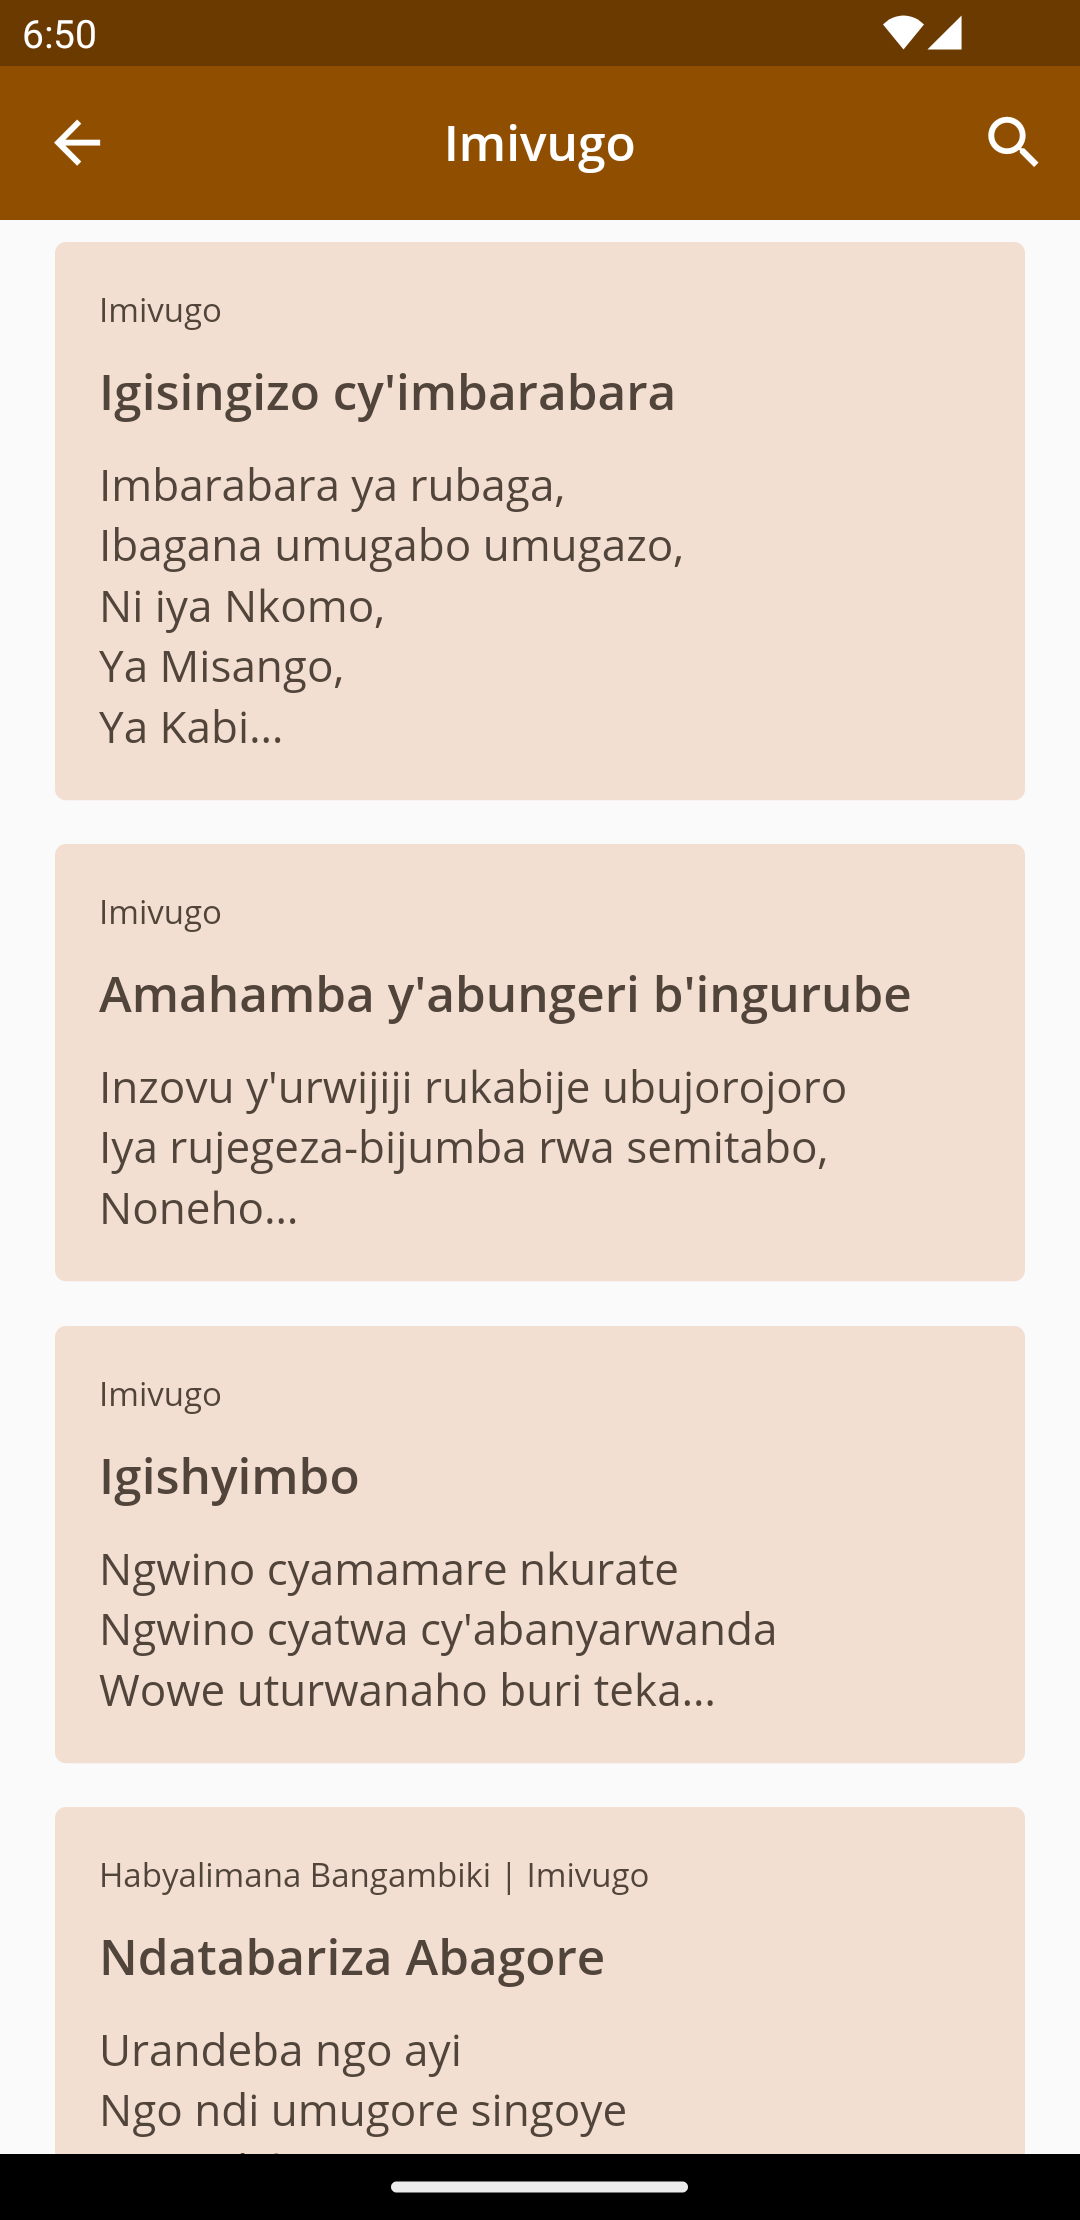 6:50
Imivugo
Imivugo
Igisingizo cy'imbarabara
Imbarabara ya rubaga,
Ibagana umugabo umugazo,
Ni iya Nkomo,
Ya Misango,
Ya Kabi...
Imivugo
Amahamba y'abungeri b'ingurube
Inzovu y'urwijiji rukabije ubujorojoro
Iya rujegeza-bijumba rwa semitabo,
Noneho...
Imivugo
Igishyimbo
Ngwino cyamamare nkurate
Ngwino cyatwa cy'abanyarwanda
Wowe uturwanaho buri teka...
Habyalimana Bangambiki | Imivugo
Ndatabariza Abagore
Urandeba ngo ayi
Ngo ndi umugore singoye